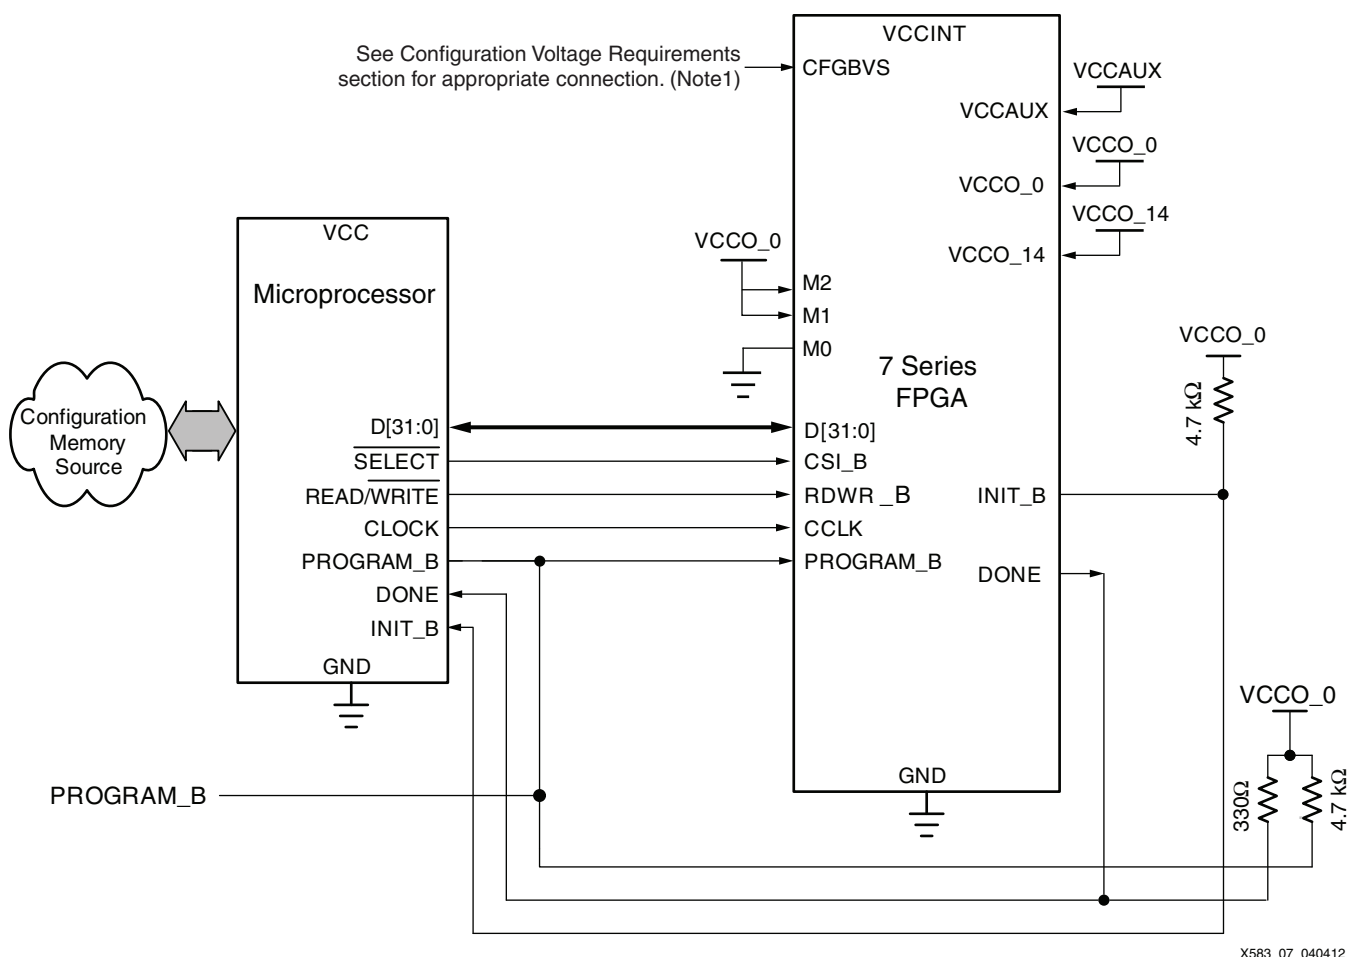 See Configuration Voltage Requirements
section for appropriate connection. (Note1)
VCCINT
CFGBVS
VCCAUX
VCCAUX
VCCO_0
VCCO_0
VCCO_14
VCCO_14
VCCO_0
M2
M1
M0
7 Series
FPGA
VCC
Microprocessor
Configuration
Memory
Source
D[31:0]
SELECT
READ/WRITE
CLOCK
PROGRAM_B
DONE
INIT_B
GND
D[31:0]
CSI_B
RDWR _B
CCLK
PROGRAM_B
INIT_B
DONE
GND
VCCO_0
4.7 kΩ
VCCO_0
330Ω
4.7 kΩ
PROGRAM_B
X583_07_040412